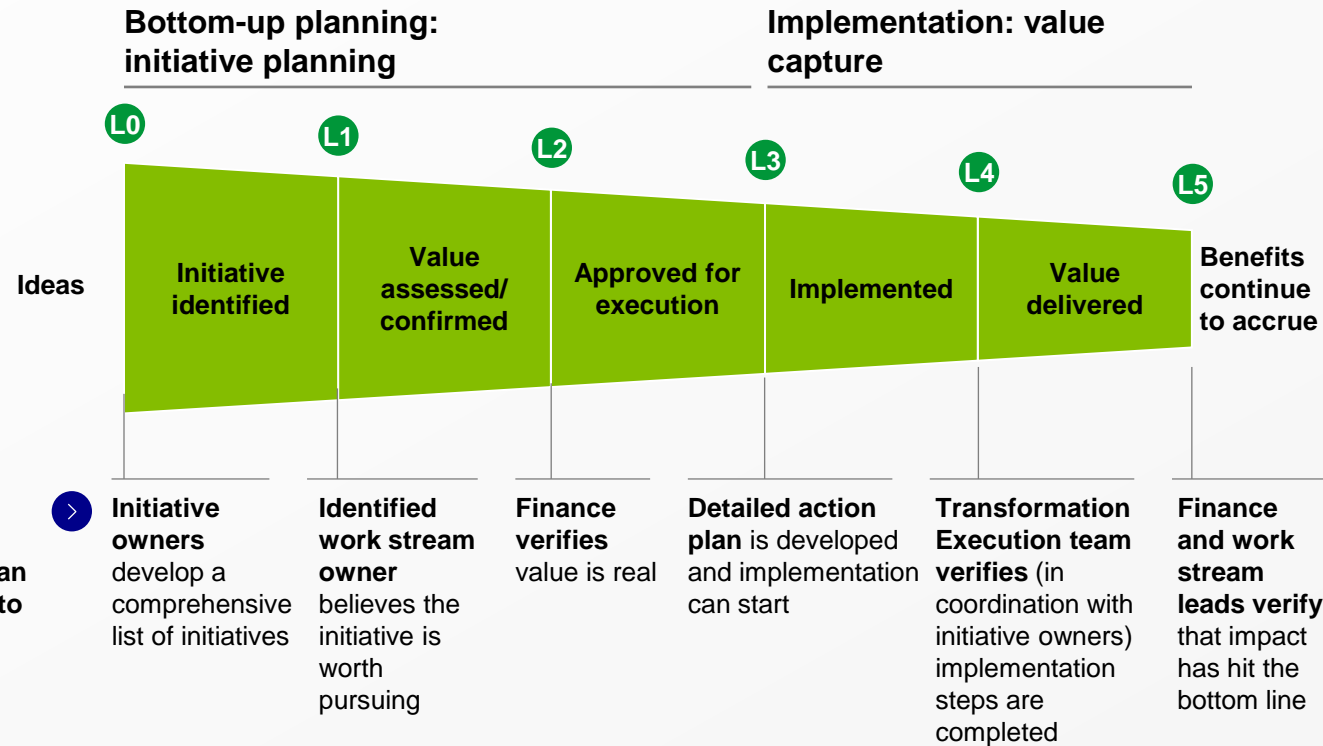 Bottom-up planning:
initiative planning
Implementation: value
capture
L0
L1
L2
L3
L4
L5
Ideas
Initiative
identified
Value
assessed/
confirmed
Approved for
execution
Implemented
Value
delivered
Benefits
continue
to accrue
an
to
Initiative
owners
develop a
comprehensive
list of initiatives
Identified
work stream
owner
believes the
initiative is
worth
pursuing
Finance
verifies
value is real
Detailed action
plan is developed
and implementation
can start
Transformation
Execution team
verifies (in
coordination with
initiative owners)
implementation
steps are
completed
Finance
and work
stream
leads verify
that impact
has hit the
bottom line